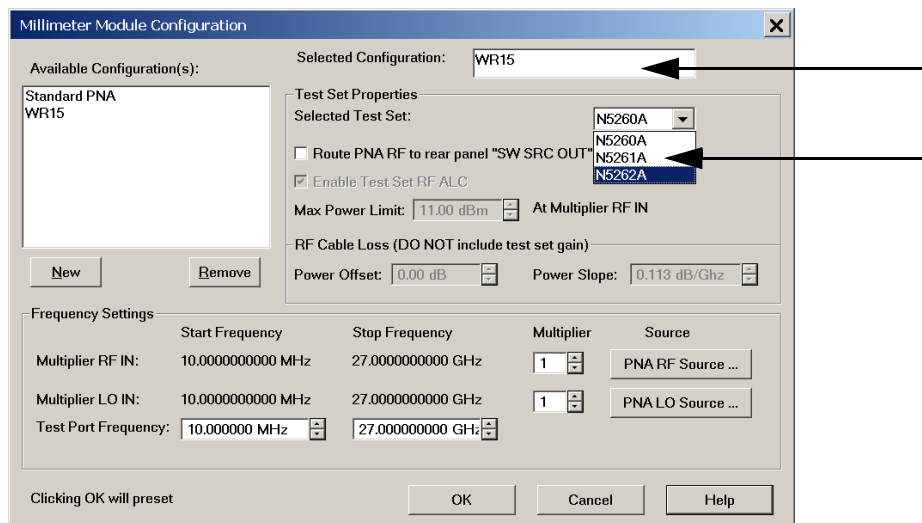 Millimeter Module Configuration
Available Configuration(s):
Standard PNA
WR15
New
Remove
Selected Configuration:
WR15
Test Set Properties
Selected Test Set:
N5260A
N5260A
N5261A
N5262A
Route PNA RF to rear panel "SW SRC OUT"
Enable Test Set RF ALC
Max Power Limit: 11.00 dBm At Multiplier RF IN
RF Cable Loss (DO NOT include test set gain)
Power Offset: 0.00 dB Power Slope: 0.113 dB/Ghz
Frequency Settings
Start Frequency Stop Frequency Multiplier Source
Multiplier RF IN: 10.0000000000 MHz 27.0000000000 GHz 1 PNA RF Source ...
Multiplier LO IN: 10.0000000000 MHz 27.0000000000 GHz 1 PNA LO Source ...
Test Port Frequency: 10.000000 MHz 27.000000000 GHz
Clicking OK will preset
OK
Cancel
Help